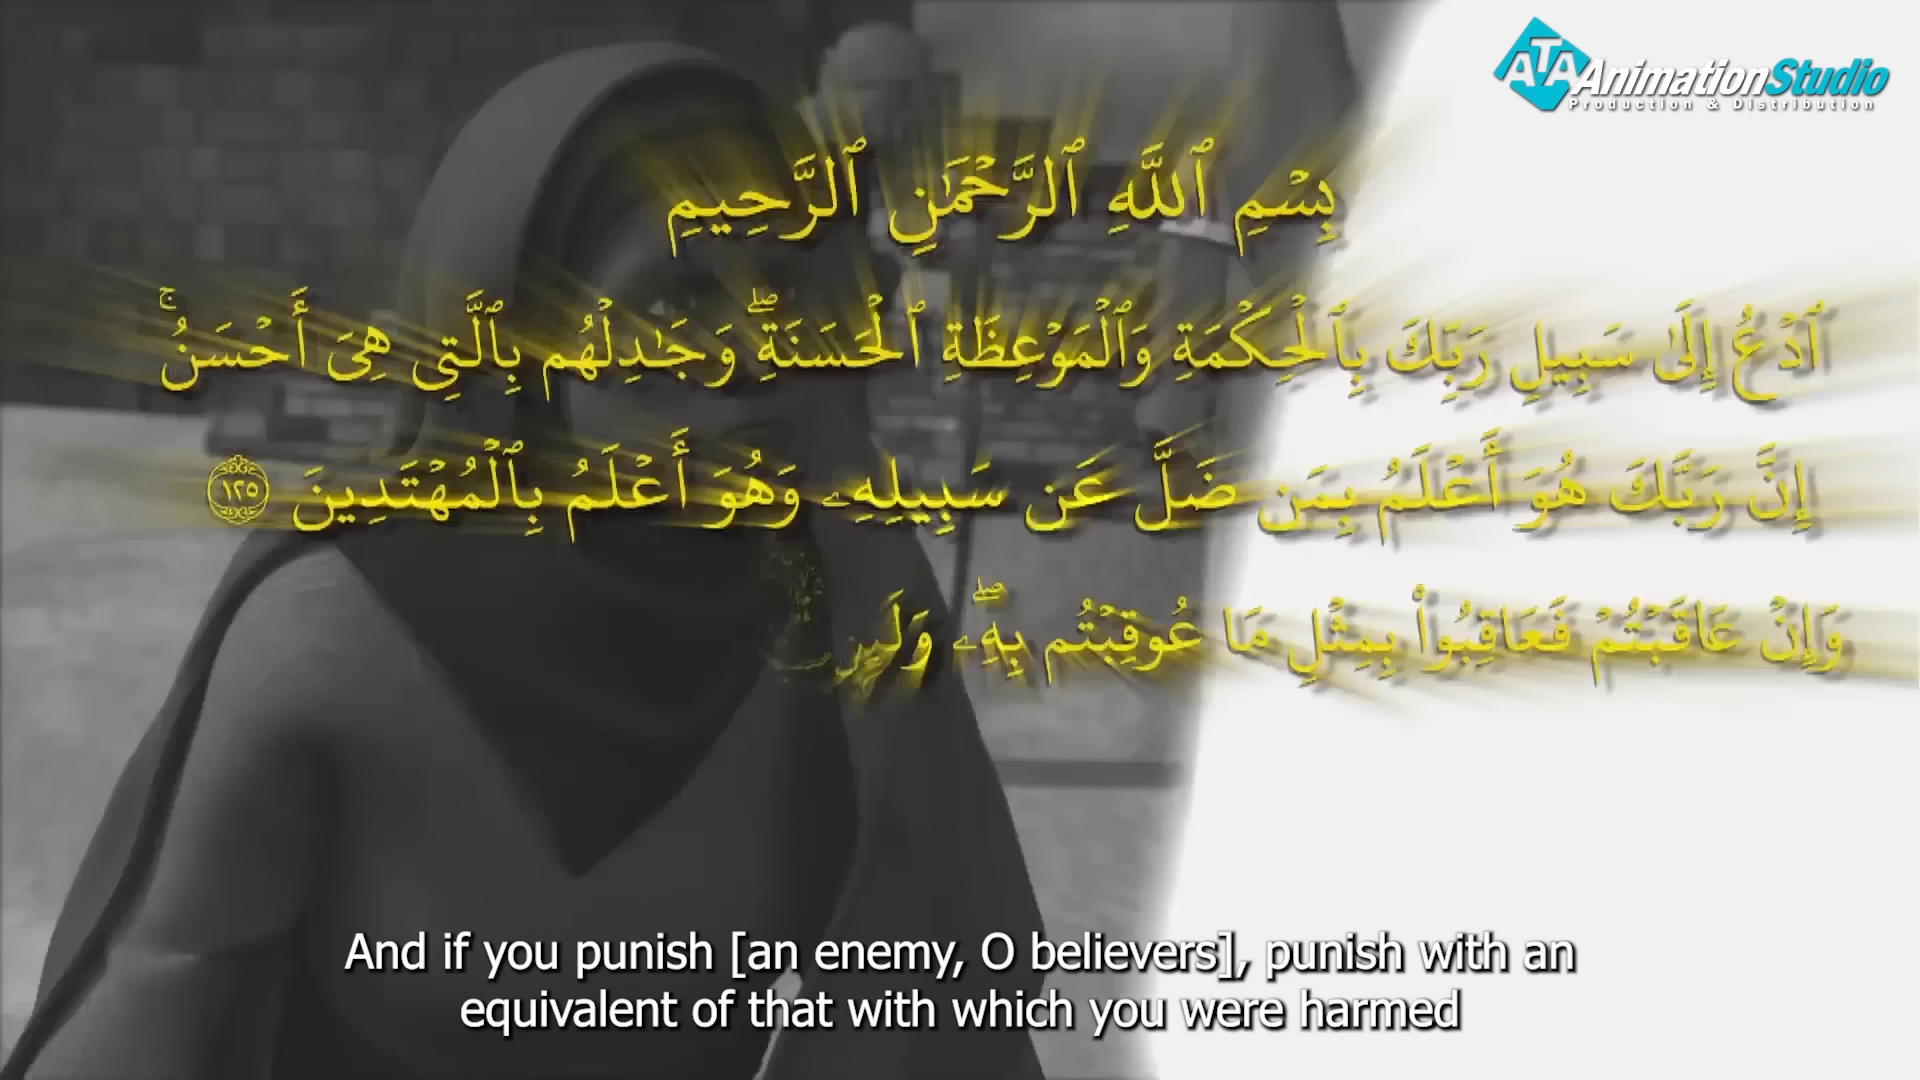 ATA AnimationStudio
Production & Distribution
بِسْمِ ٱللَّهِ ٱلرَّحْمَٰنِ ٱلرَّحِيمِ
ٱدْعُ إِلَىٰ سَبِيلِ رَبِّكَ بِٱلْحِكْمَةِ وَٱلْمَوْعِظَةِ ٱلْحَسَنَةِ ۖ وَجَٰدِلْهُم بِٱلَّتِى هِىَ أَحْسَنُ ۚ
إِنَّ رَبَّكَ هُوَ أَعْلَمُ بِمَن ضَلَّ عَن سَبِيلِهِۦ وَهُوَ أَعْلَمُ بِٱلْمُهْتَدِينَ ١٢٥
وَإِنْ عَاقَبْتُمْ فَعَاقِبُوا۟ بِمِثْلِ مَا عُوقِبْتُم بِهِۦ ۖ
And if you punish [an enemy, O believers], punish with an
equivalent of that with which you were harmed